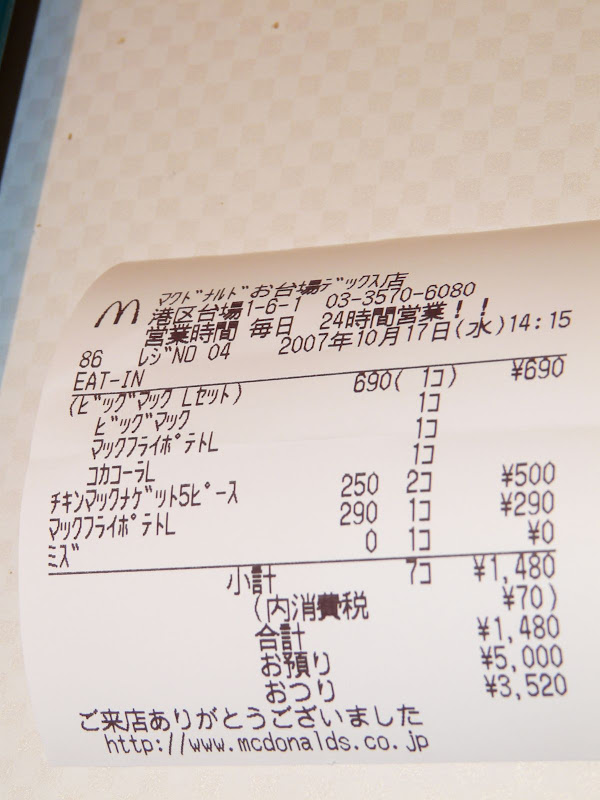 マクドナルドお台場デックス店
港区台場1-6-1 03-3570-6080
営業時間 毎日 24時間営業!!
86 レジNO 04 2007年10月17日(水)14:15
EAT-IN
(ビッグマック Lセット) 690( 1コ) ¥690
ビッグマック 1コ
マックフライポテトL 1コ
コカコーラL 1コ
チキンマックナゲット5ピース 250 2コ ¥500
マックフライポテトL 290 1コ ¥290
ミズ 0 1コ ¥0
小計 7コ ¥1,480
(内消費税 ¥70)
合計 ¥1,480
お預り ¥5,000
おつり ¥3,520
ご来店ありがとうございました
http://www.mcdonalds.co.jp